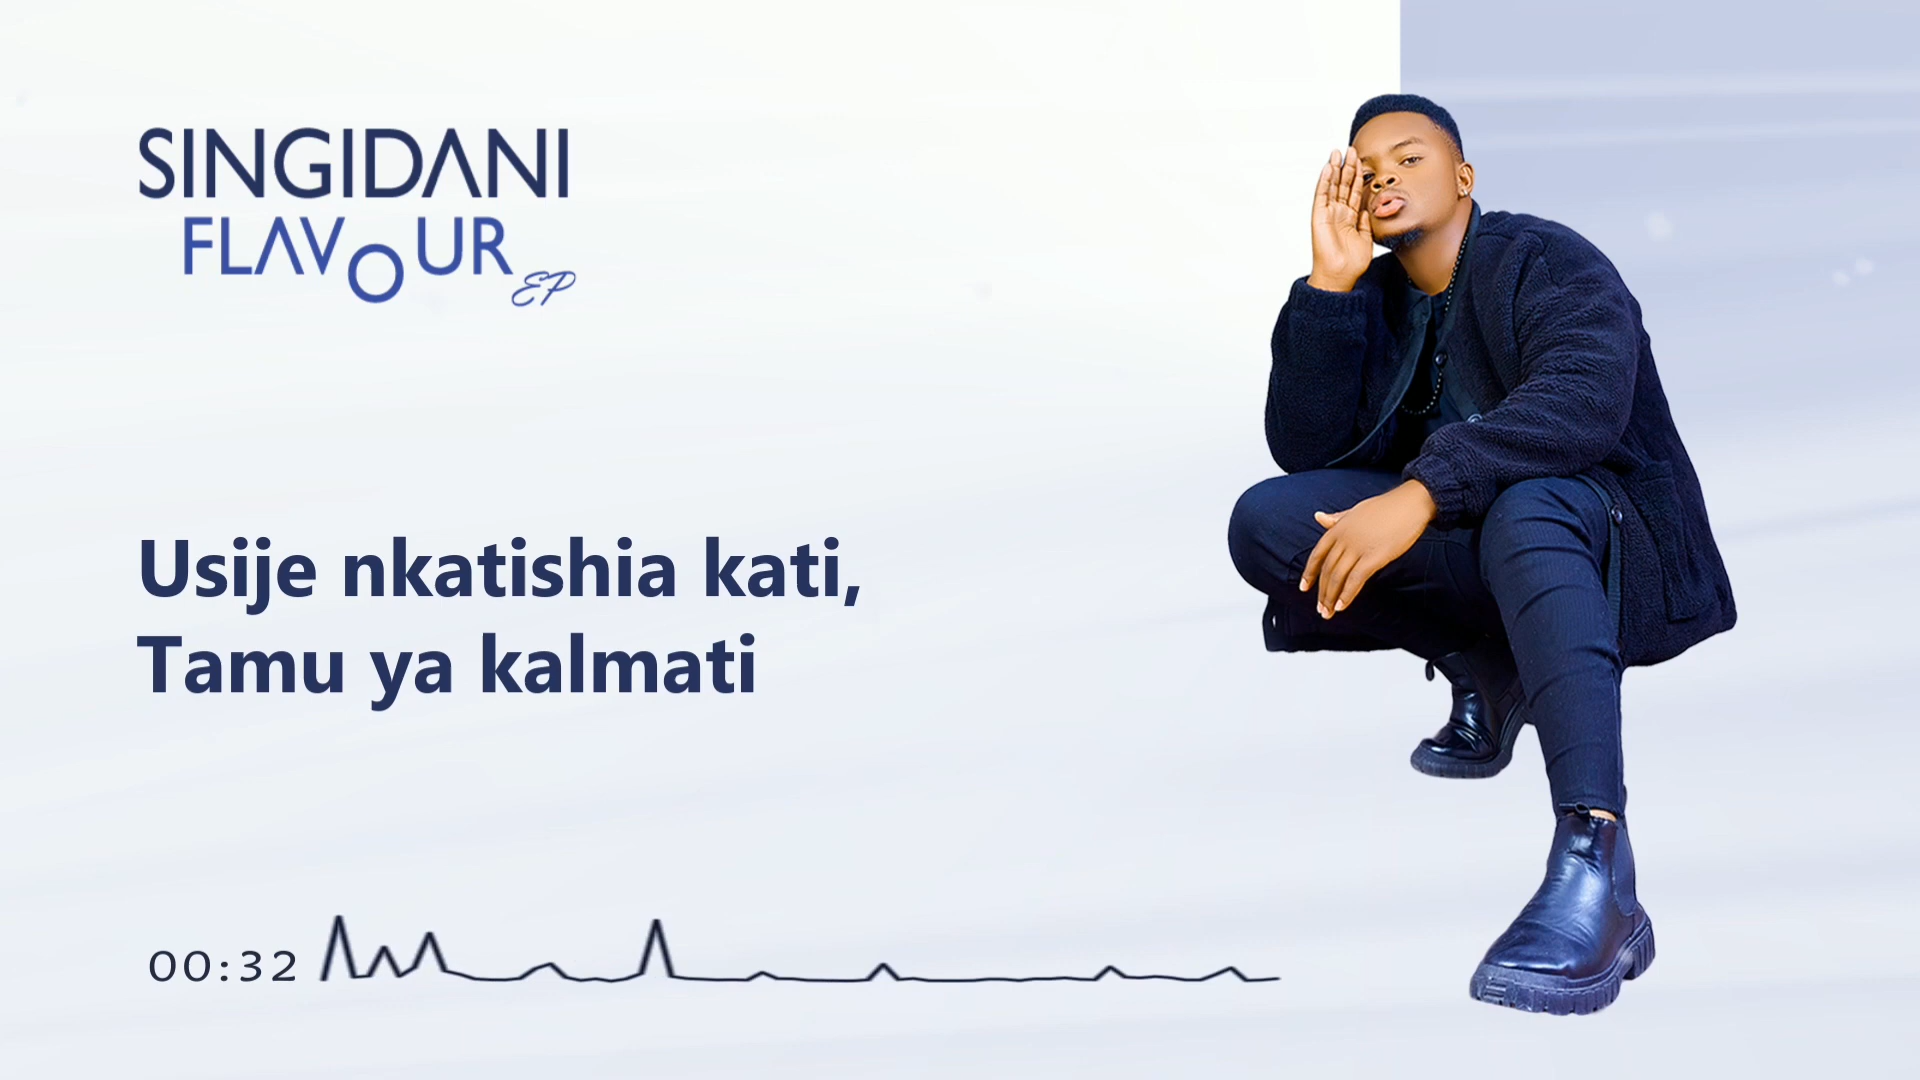 SINGIDANI
FLAVOUR
EP
Usije nkatishia kati,
Tamu ya kalmati
00:32